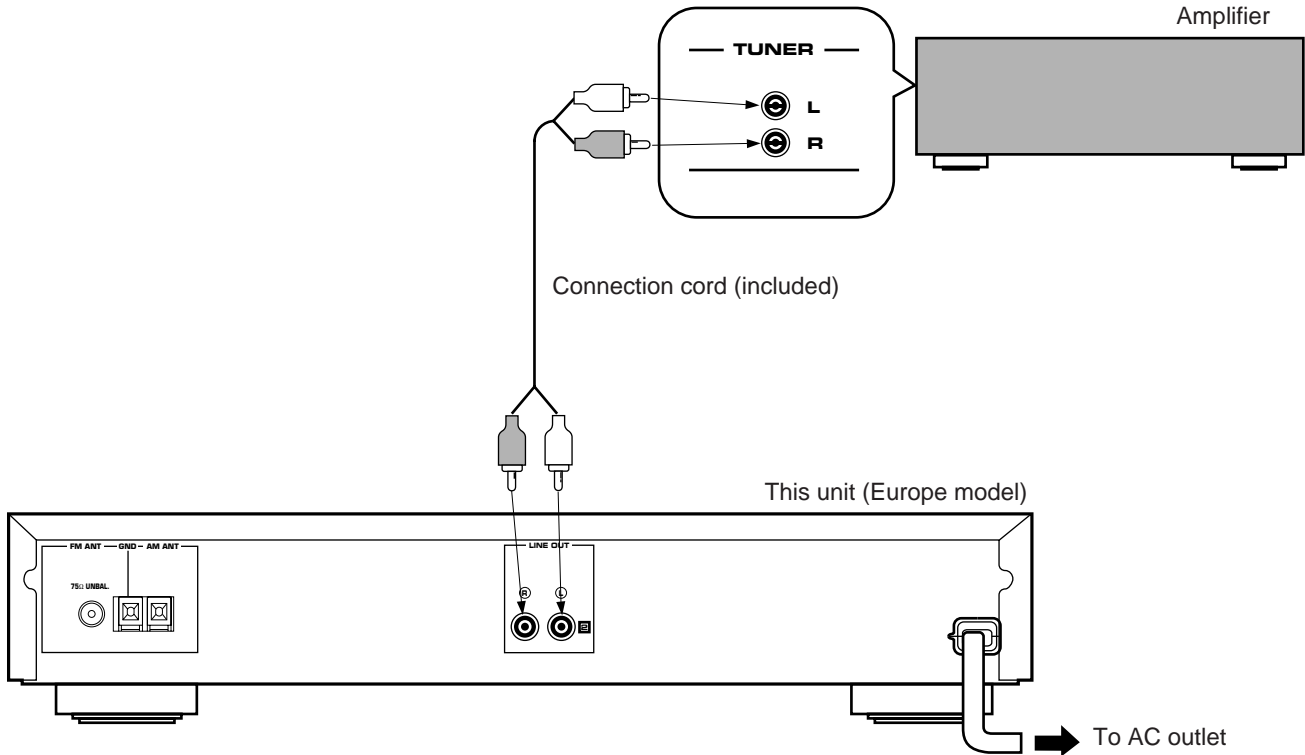 Amplifier
TUNER
L
R
Connection cord (included)
This unit (Europe model)
FM ANT GND AM ANT
LINE OUT
75Ω UNBAL.
R L
2
To AC outlet